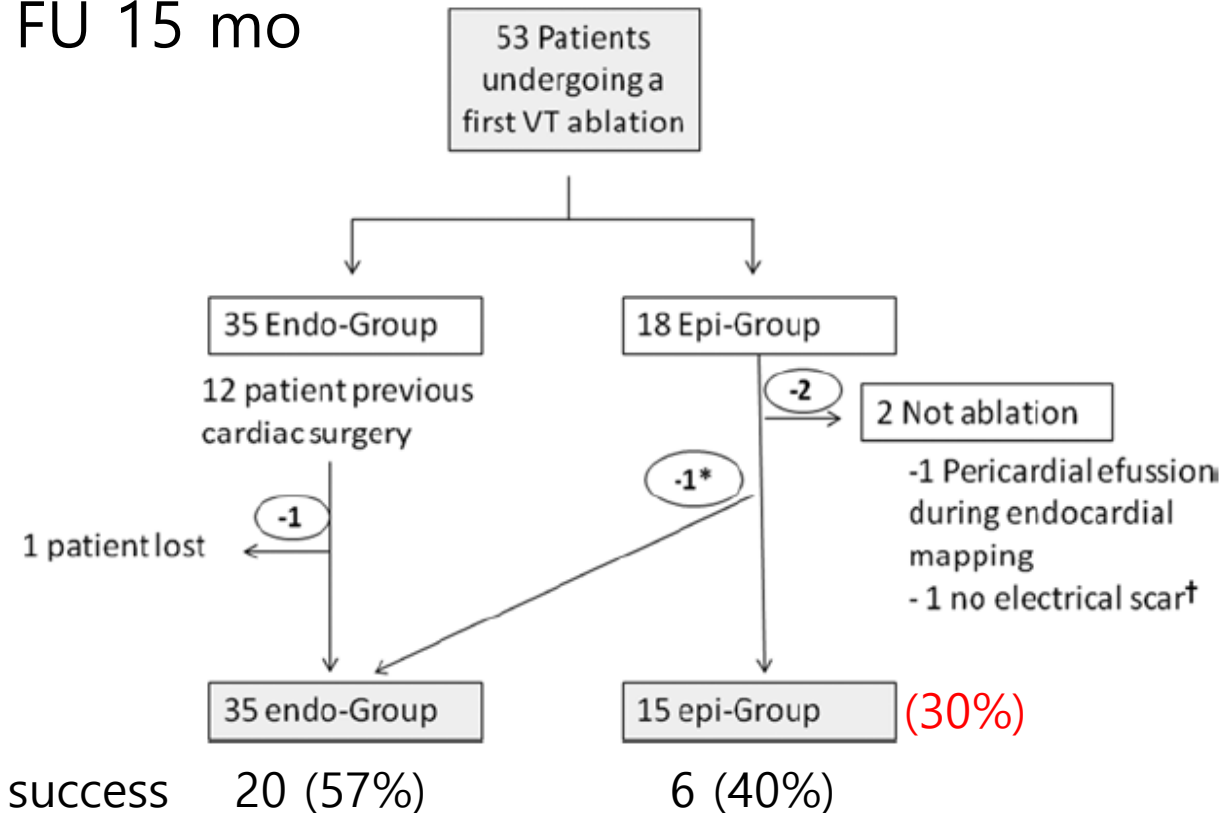 FU 15 mo
53 Patients
undergoing a
first VT ablation
35 Endo-Group
18 Epi-Group
12 patient previous
cardiac surgery
-2
2 Not ablation
-1*
-1 Pericardial efussion
during endocardial
mapping
- 1 no electrical scar†
-1
1 patient lost
35 endo-Group
15 epi-Group
(30%)
success 20 (57%) 6 (40%)